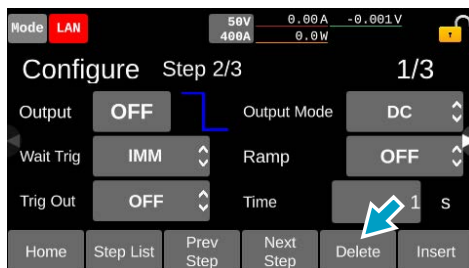 Mode LAN 50V 400A 0.00A -0.001V 0.0W
Configure Step 2/3 1/3
Output OFF Output Mode DC
Wait Trig IMM Ramp OFF
Trig Out OFF Time 1 s
Home Step List Prev Step Next Step Delete Insert